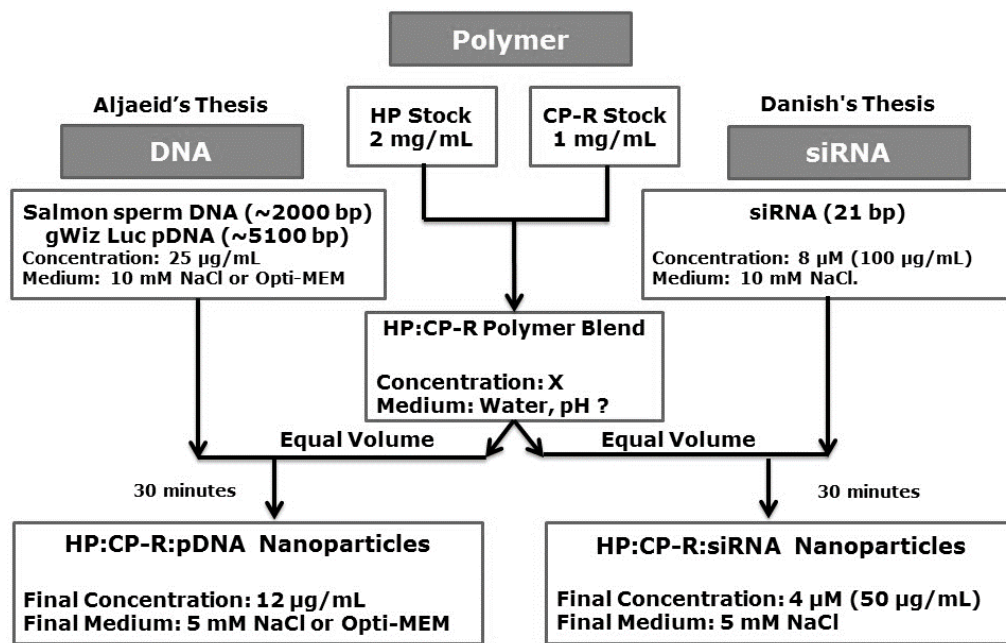 Polymer
Aljaeid's Thesis
DNA
HP Stock
2 mg/mL
CP-R Stock
1 mg/mL
Danish's Thesis
siRNA
Salmon sperm DNA (~2000 bp)
gWiz Luc pDNA (~5100 bp)
Concentration: 25 µg/mL
Medium: 10 mM NaCl or Opti-MEM
siRNA (21 bp)
Concentration: 8 µM (100 µg/mL)
Medium: 10 mM NaCl.
HP:CP-R Polymer Blend
Concentration: X
Medium: Water, pH ?
Equal Volume
Equal Volume
30 minutes
30 minutes
HP:CP-R:pDNA Nanoparticles
Final Concentration: 12 µg/mL
Final Medium: 5 mM NaCl or Opti-MEM
HP:CP-R:siRNA Nanoparticles
Final Concentration: 4 µM (50 µg/mL)
Final Medium: 5 mM NaCl